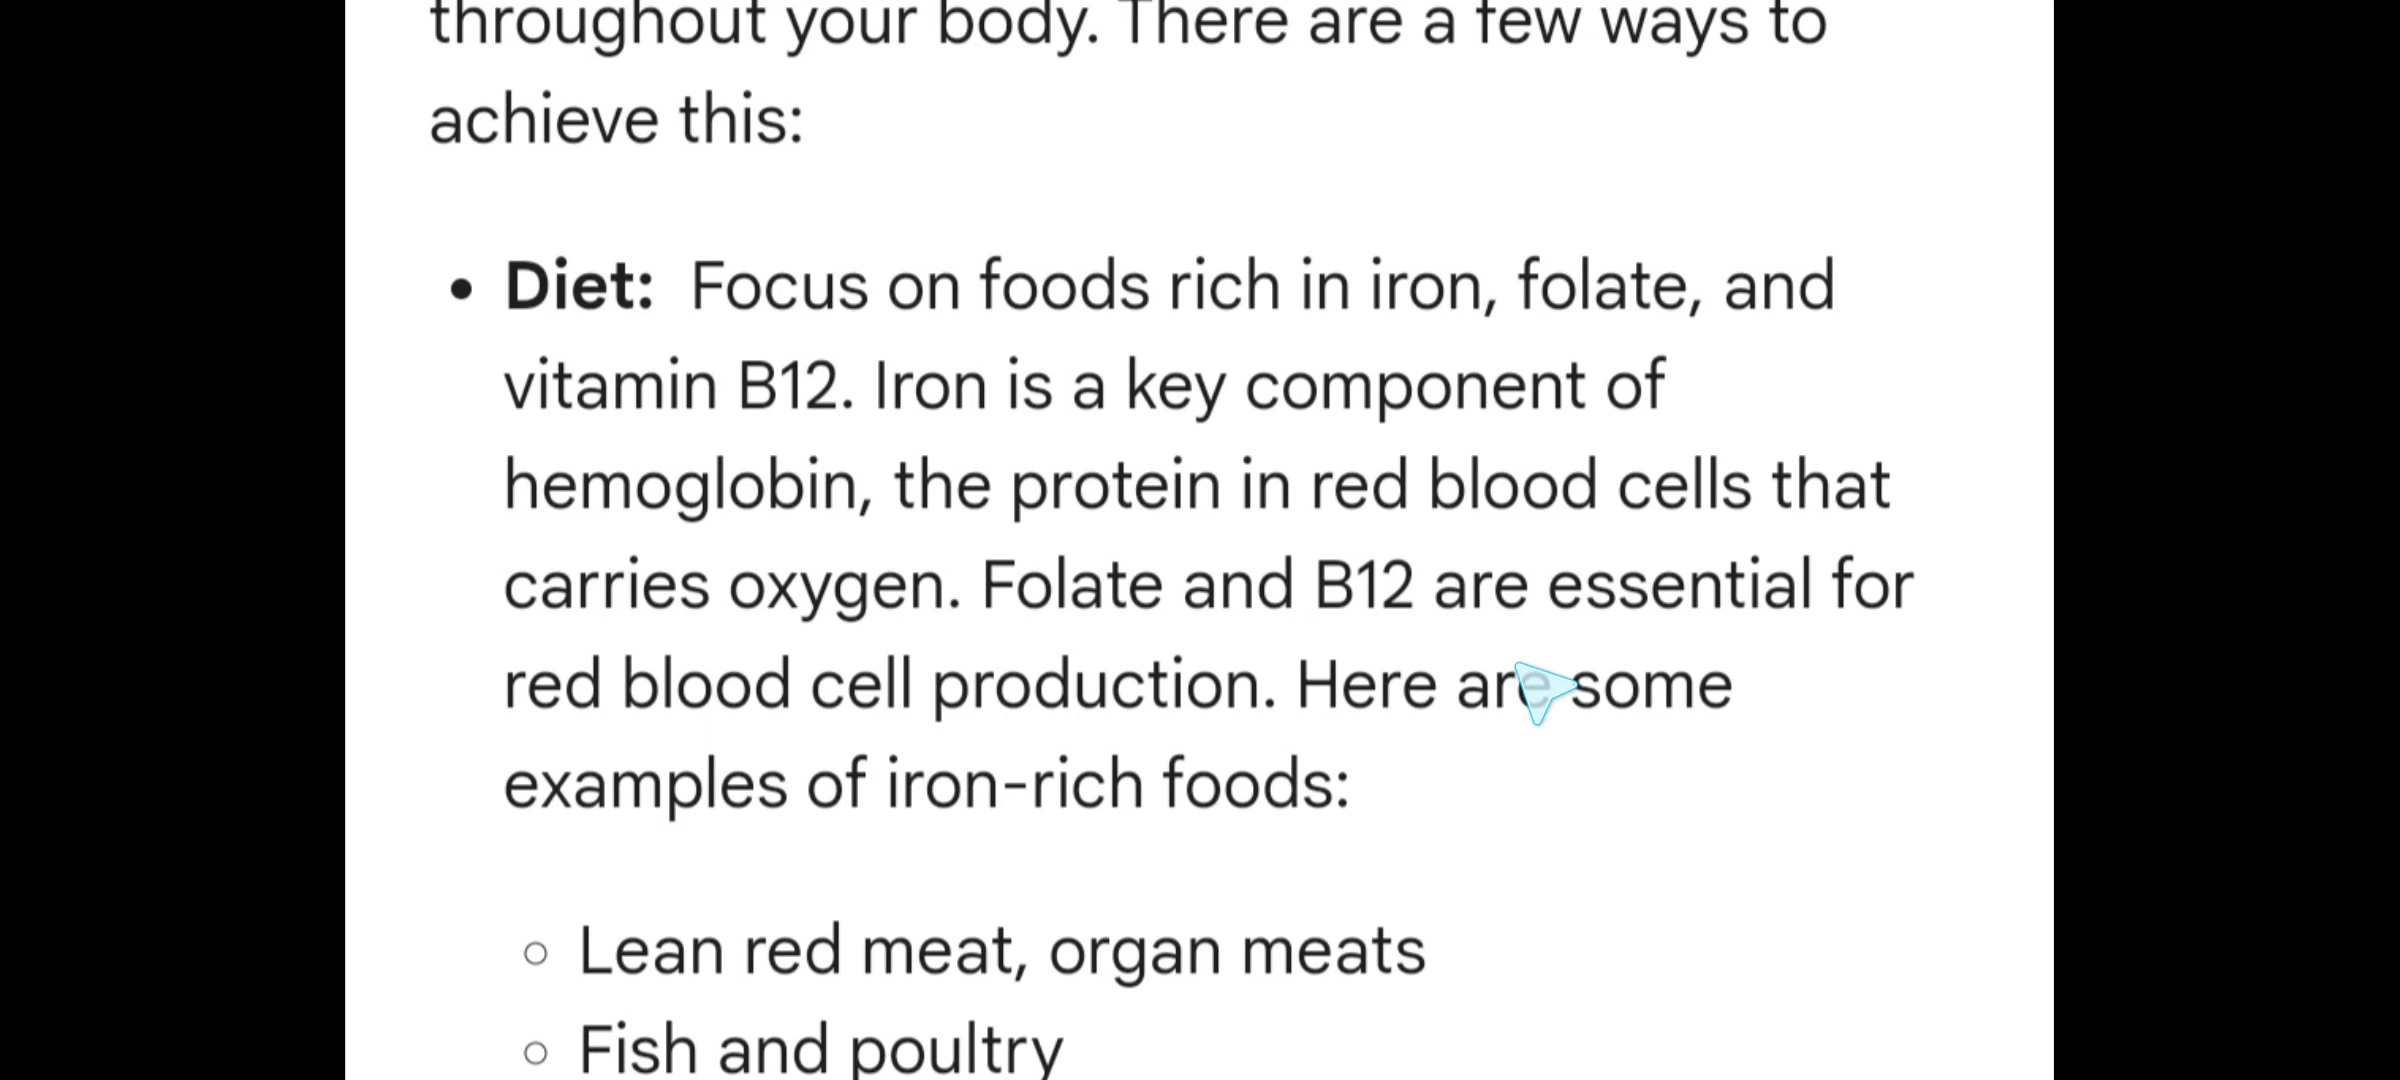 throughout your body. There are a few ways to
achieve this:
• Diet: Focus on foods rich in iron, folate, and
vitamin B12. Iron is a key component of
hemoglobin, the protein in red blood cells that
carries oxygen. Folate and B12 are essential for
red blood cell production. Here are some
examples of iron-rich foods:
○ Lean red meat, organ meats
○ Fish and poultry